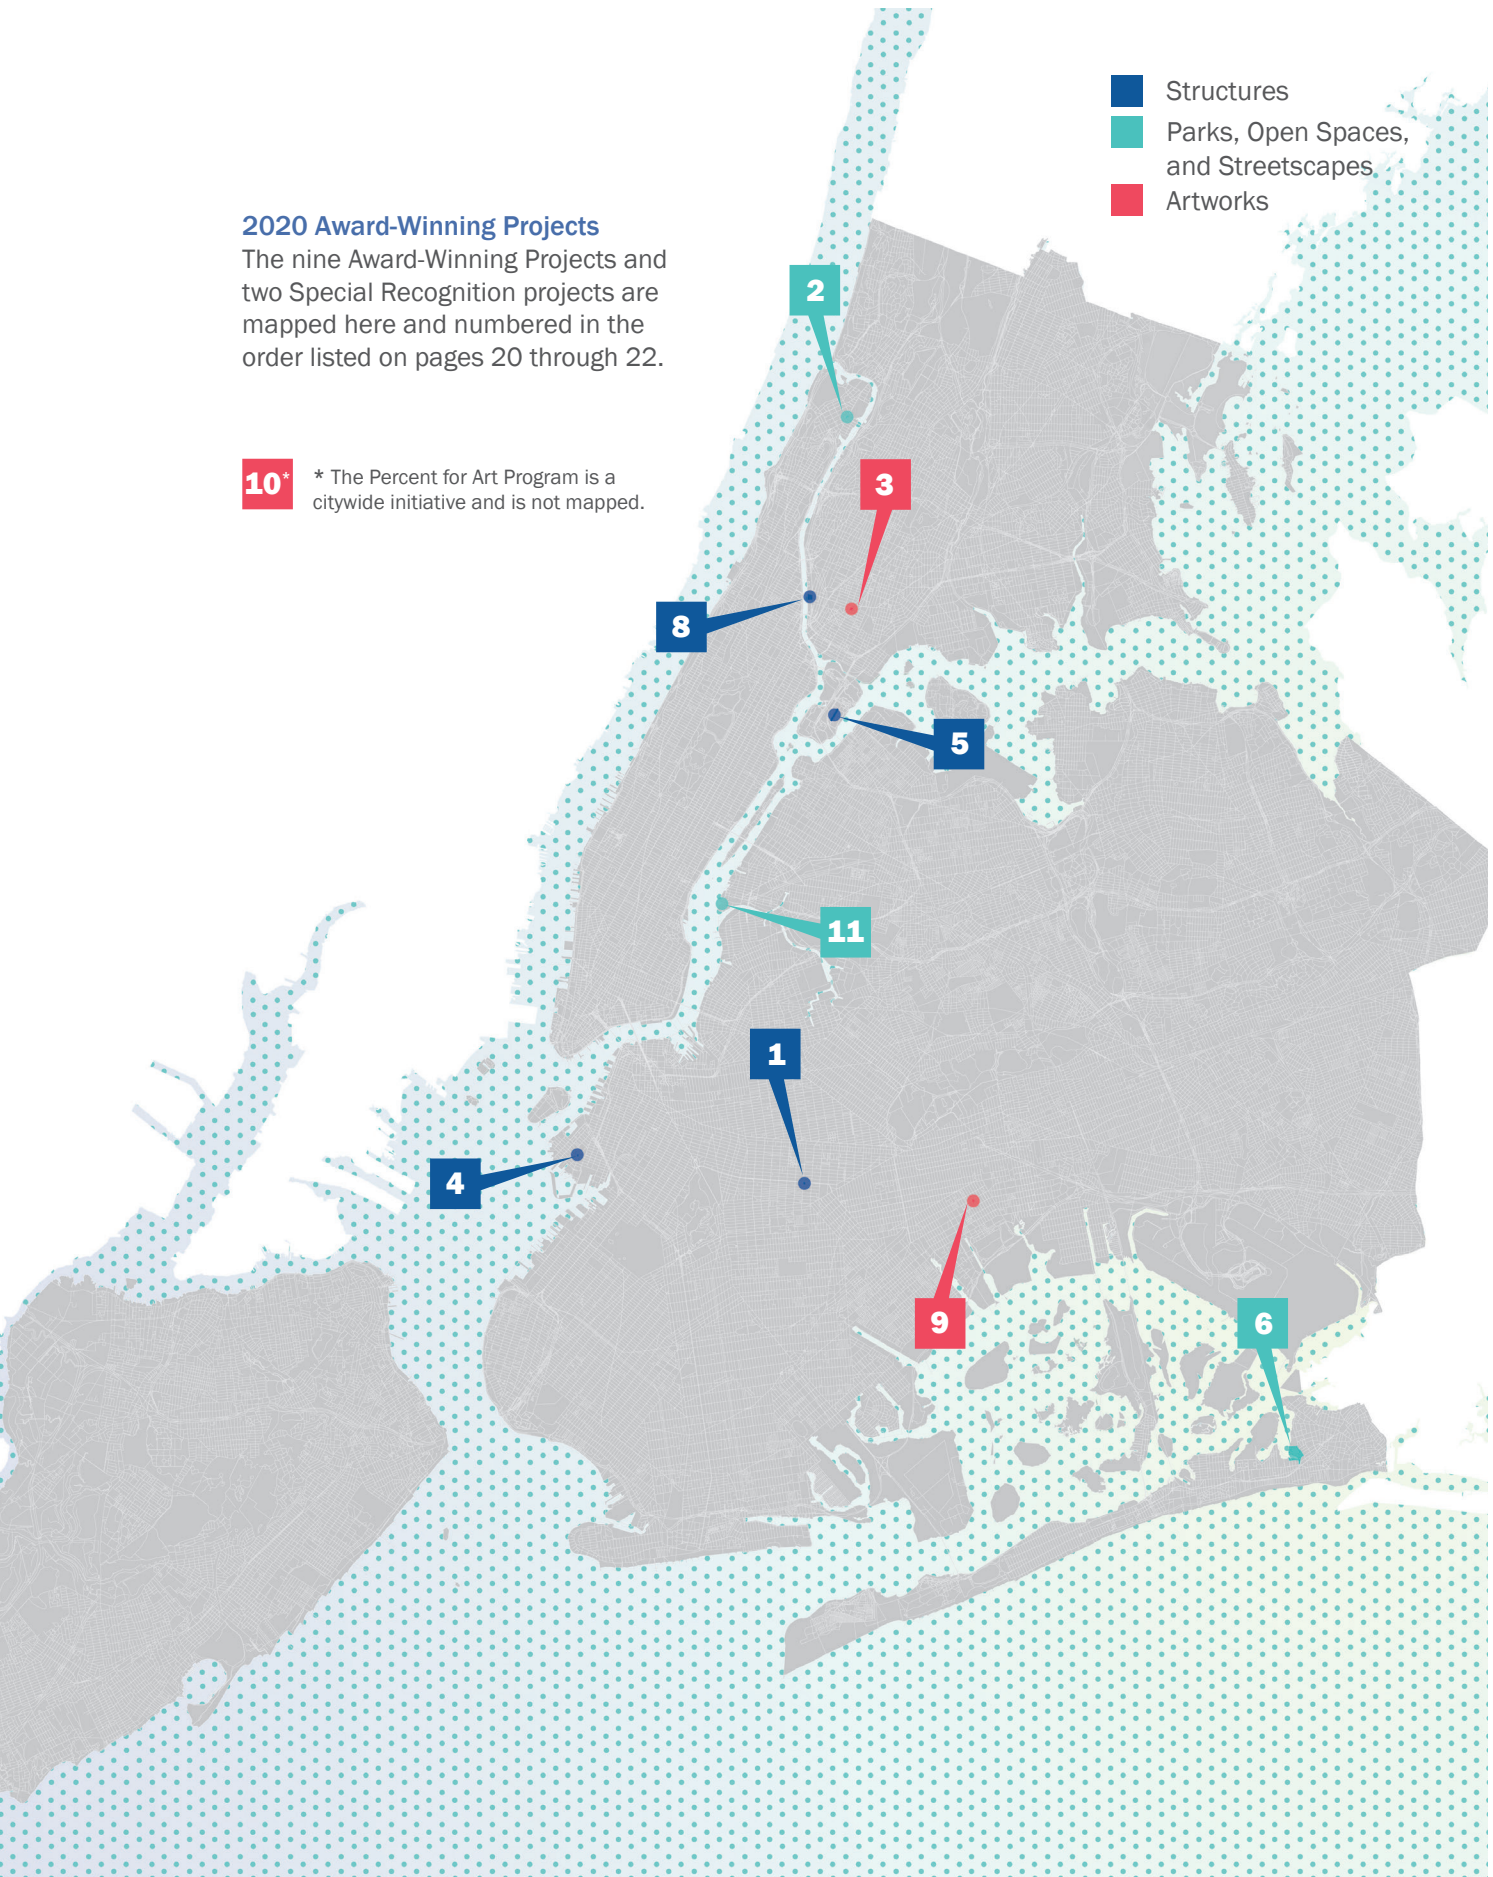 Structures
Parks, Open Spaces,
and Streetscapes
Artworks
2020 Award-Winning Projects
The nine Award-Winning Projects and
two Special Recognition projects are
mapped here and numbered in the
order listed on pages 20 through 22.
10*
* The Percent for Art Program is a
citywide initiative and is not mapped.
2
3
8
5
11
1
4
9
6